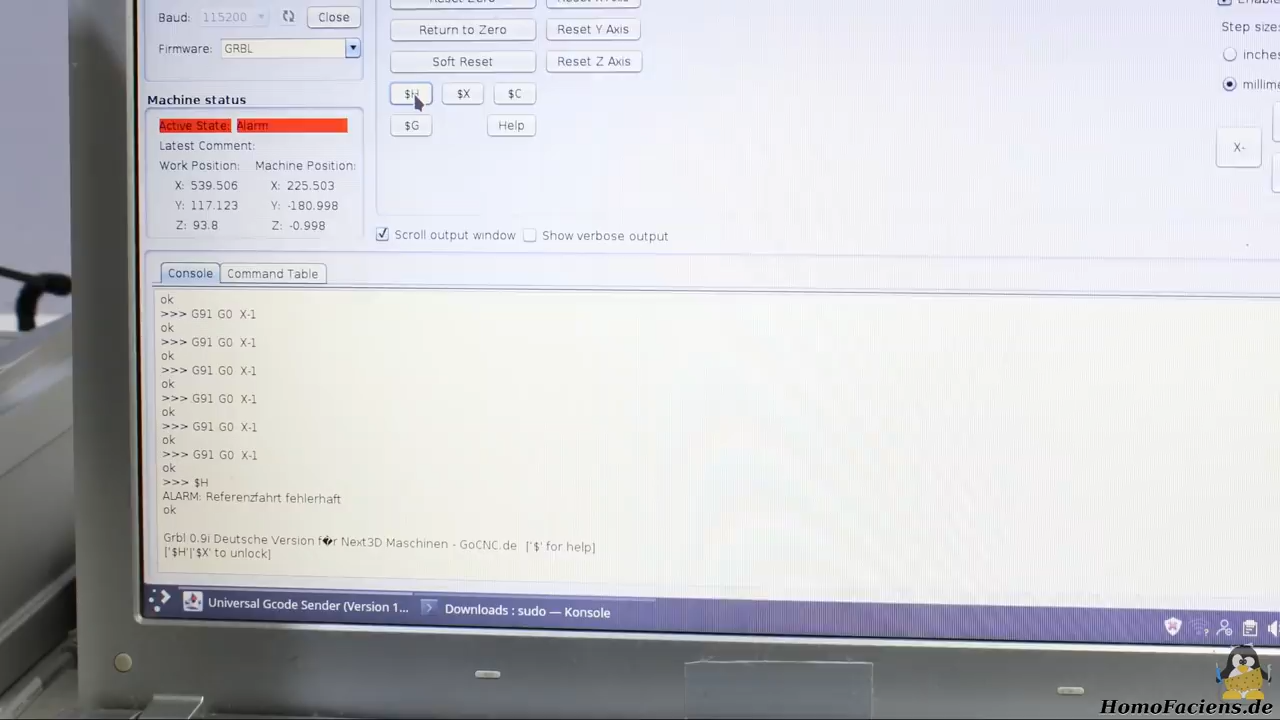 Return to Zero Reset Y Axis
Baud: 115200 Close
Step size:
Firmware: GRBL
inches
Soft Reset Reset Z Axis
millime
$H $X $C
Machine status
Active State: Alarm
$G Help
Latest Comment:
X-
Work Position: Machine Position:
X: 539.506 X: 225.503
Y: 117.123 Y: -180.998
Z: 93.8 Z: -0.998
Scroll output window Show verbose output
Console Command Table
ok
>>> G91 G0 X-1
ok
>>> G91 G0 X-1
ok
>>> G91 G0 X-1
ok
>>> G91 G0 X-1
ok
>>> G91 G0 X-1
ok
>>> G91 G0 X-1
ok
>>> $H
ALARM: Referenzfahrt fehlerhaft
ok
Grbl 0.9i Deutsche Version f�r Next3D Maschinen - GoCNC.de ['$' for help]
['$H'|'$X' to unlock]
Universal Gcode Sender (Version 1... Downloads : sudo — Konsole
HomoFaciens.de